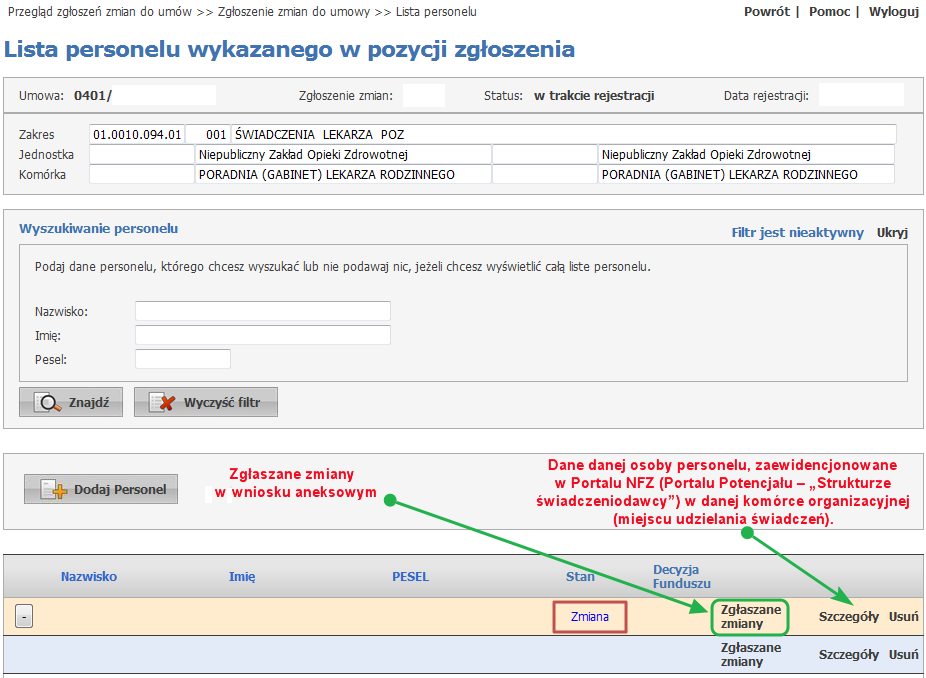 Przegląd zgłoszeń zmian do umów >> Zgłoszenie zmian do umowy >> Lista personelu
Powrót | Pomoc | Wyloguj
Lista personelu wykazanego w pozycji zgłoszenia
Umowa: 0401/ Zgłoszenie zmian: Status: w trakcie rejestracji Data rejestracji:
Zakres 01.0010.094.01 001 ŚWIADCZENIA LEKARZA POZ
Jednostka Niepubliczny Zakład Opieki Zdrowotnej Niepubliczny Zakład Opieki Zdrowotnej
Komórka PORADNIA (GABINET) LEKARZA RODZINNEGO PORADNIA (GABINET) LEKARZA RODZINNEGO
Wyszukiwanie personelu
Filtr jest nieaktywny Ukryj
Podaj dane personelu, którego chcesz wyszukać lub nie podawaj nic, jeżeli chcesz wyświetlić całą liste personelu.
Nazwisko:
Imię:
Pesel:
Znajdź Wyczyść filtr
Dodaj Personel
Zgłaszane zmiany
w wniosku aneksowym
Dane danej osoby personelu, zaewidencjonowane
w Portalu NFZ (Portalu Potencjału – „Strukturze
świadczeniodawcy”) w danej komórce organizacyjnej
(miejscu udzielania świadczeń).
Nazwisko Imię PESEL Stan Decyzja
Funduszu
- Zmiana Zgłaszane
zmiany Szczegóły Usuń
Zgłaszane
zmiany Szczegóły Usuń